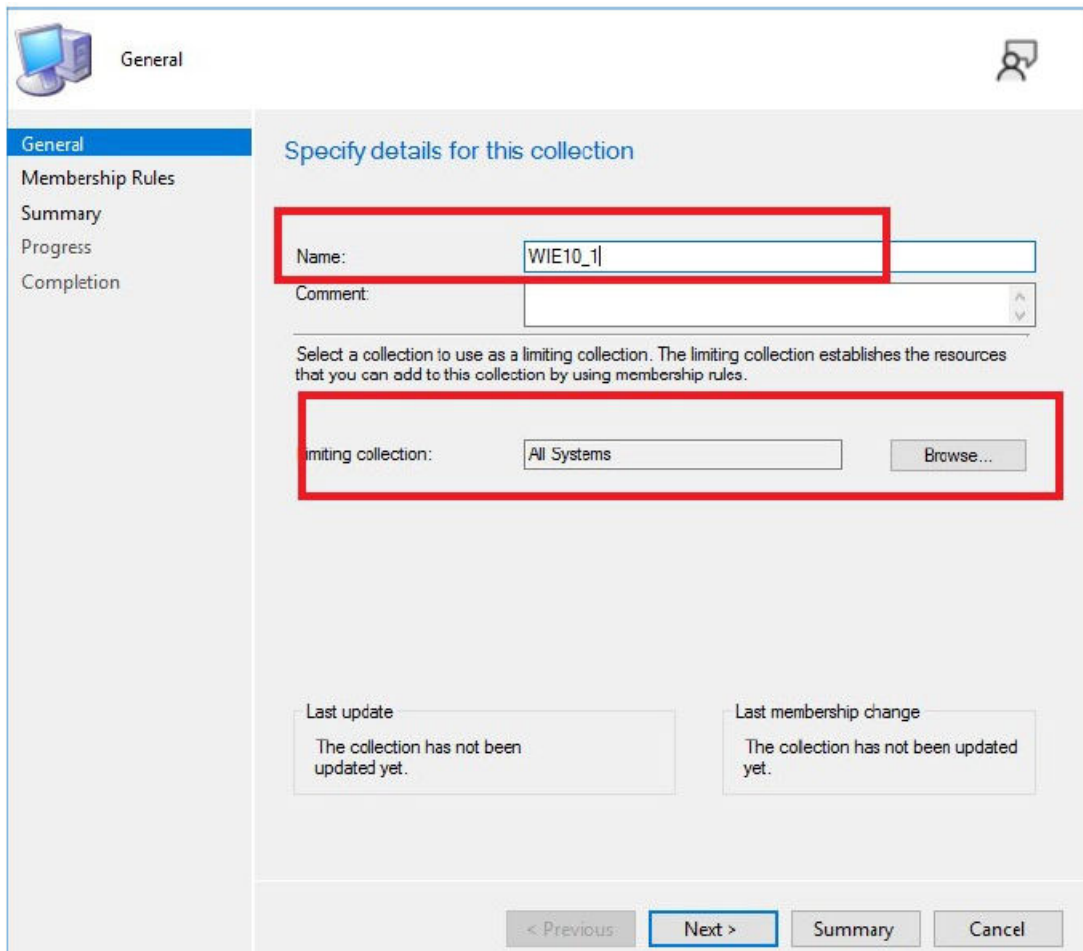 General
General
Membership Rules
Summary
Progress
Completion
Specify details for this collection
Name:
WIE10_1
Comment:
Select a collection to use as a limiting collection. The limiting collection establishes the resources
that you can add to this collection by using membership rules.
imiting collection:
All Systems
Browse...
Last update
The collection has not been
updated yet.
Last membership change
The collection has not been updated
yet.
< Previous
Next >
Summary
Cancel